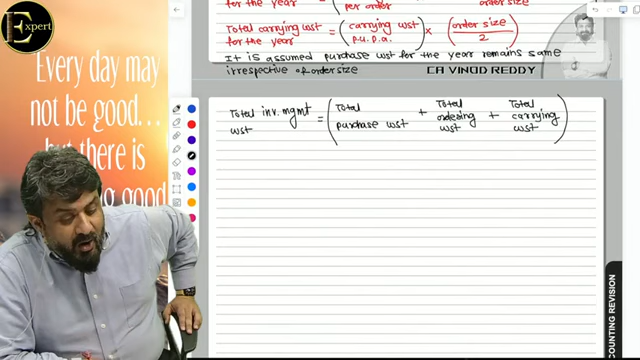 Expert
Every day may
not be good...
but there is
good
for the year
per order
order size
Total carrying cost = (carrying cost p.u.p.a.) × (order size / 2)
for the year
It is assumed purchase cost for the year remains same
irrespective of order size
CA VINOD REDDY
Total inv. mgmt cost = (Total purchase cost + Total ordering cost + Total carrying cost)
COUNTING REVISION